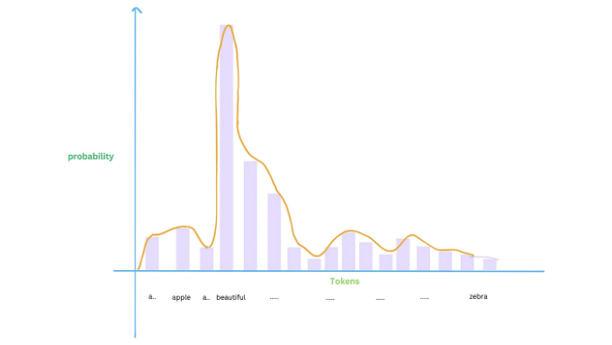 probability
Tokens
a.. apple a.. beautiful ..... ..... ..... ..... zebra